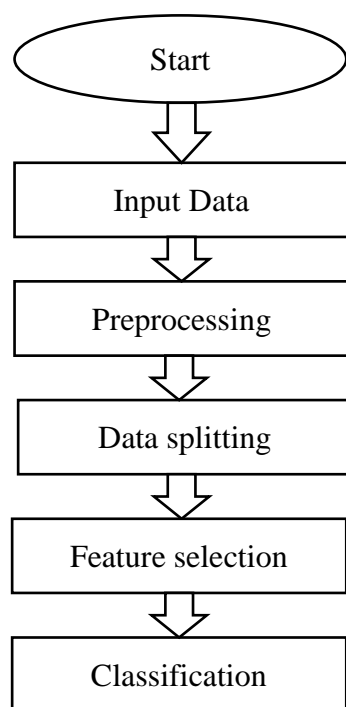 Start
Input Data
Preprocessing
Data splitting
Feature selection
Classification